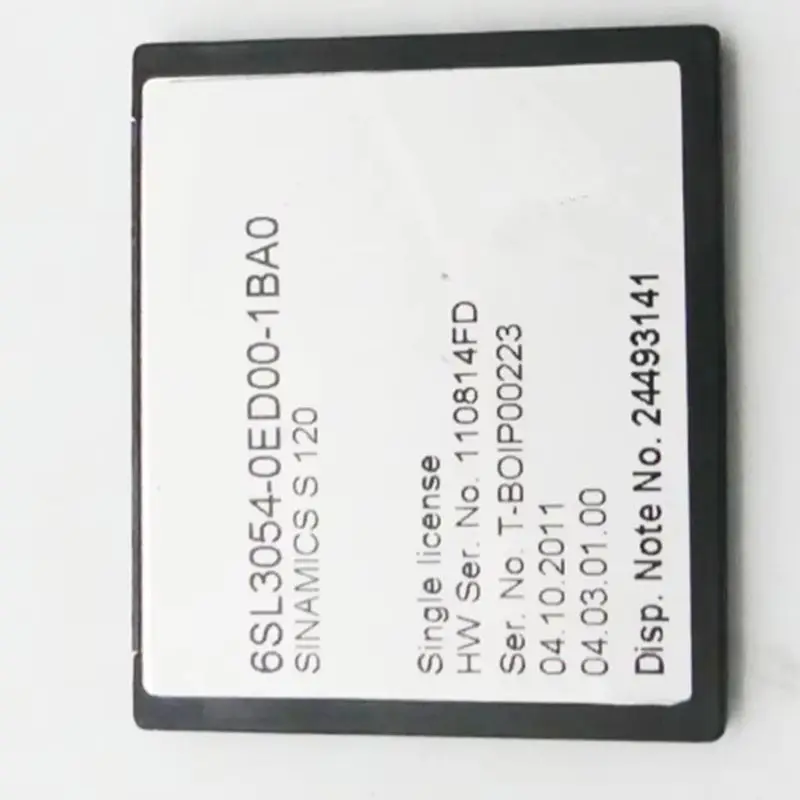 6SL3054-0ED00-1BA0
SINAMICS S 120
Single license
HW Ser. No. 110814FD
Ser. No. T-BOIP00223
04.10.2011
04.03.01.00
Disp. Note No. 24493141